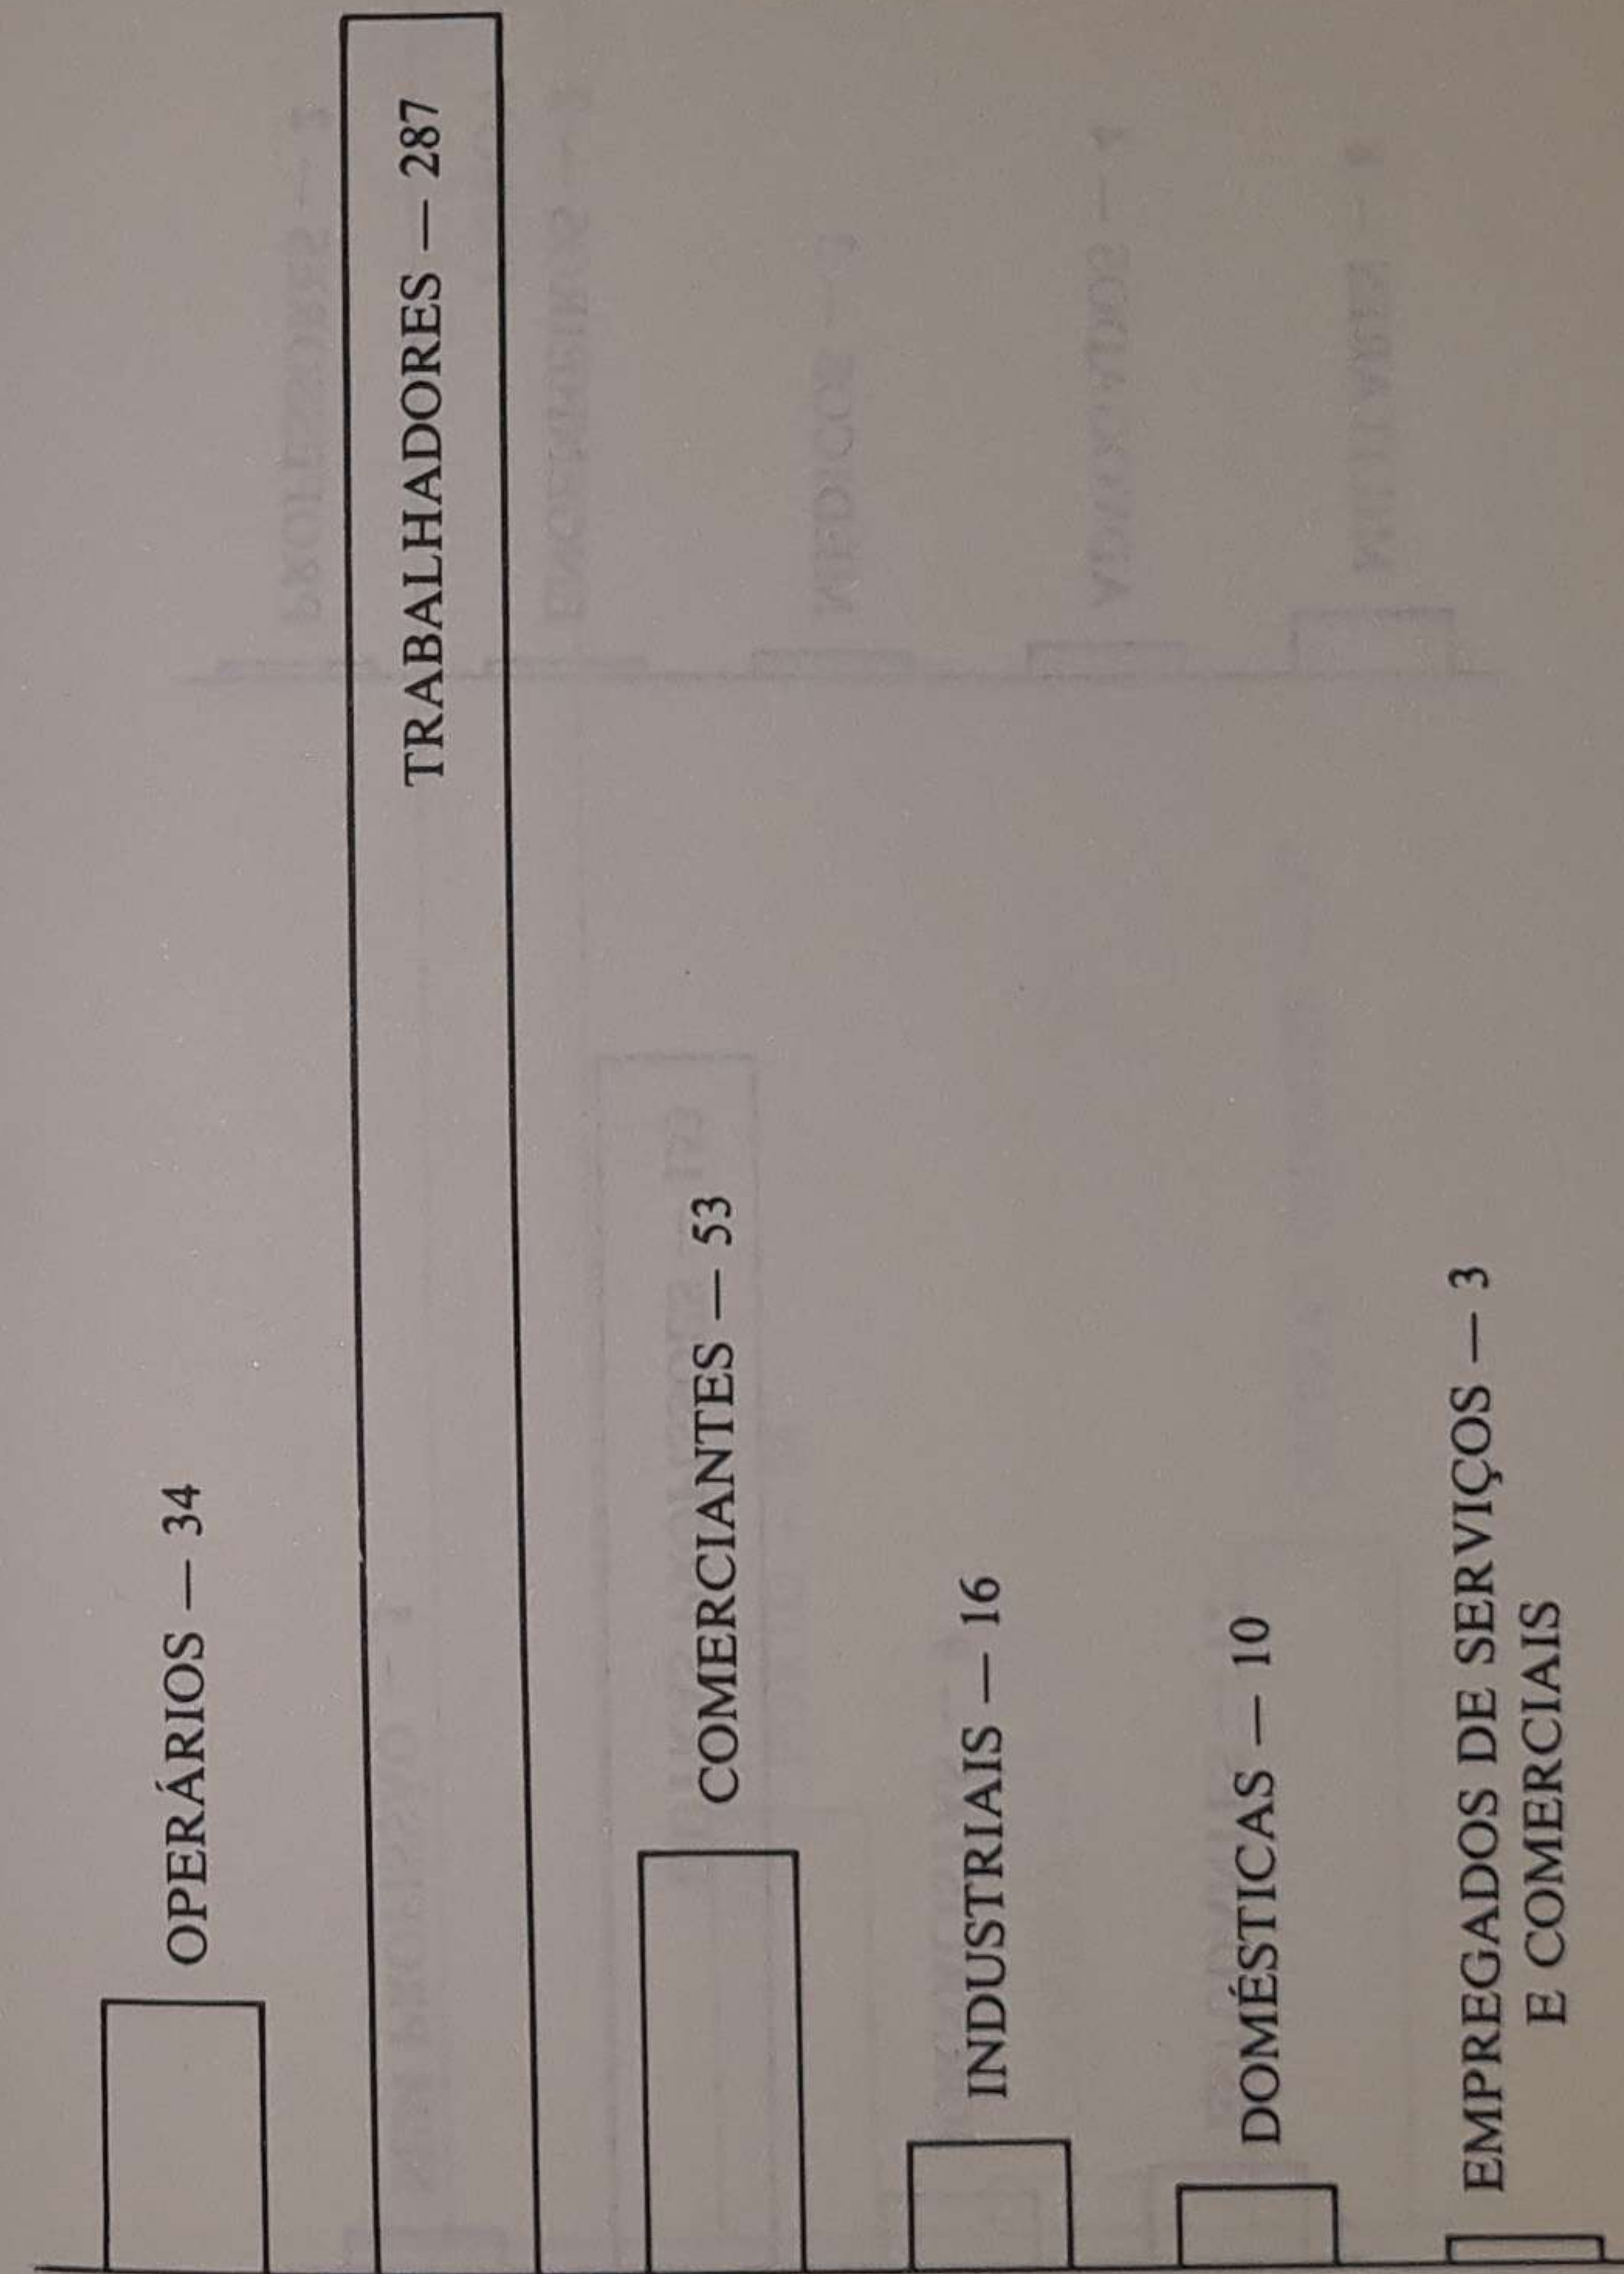 OPERÁRIOS — 34
TRABALHADORES — 287
COMERCIANTES — 53
INDUSTRIAIS — 16
DOMÉSTICAS — 10
EMPREGADOS DE SERVIÇOS — 3
E COMERCIAIS